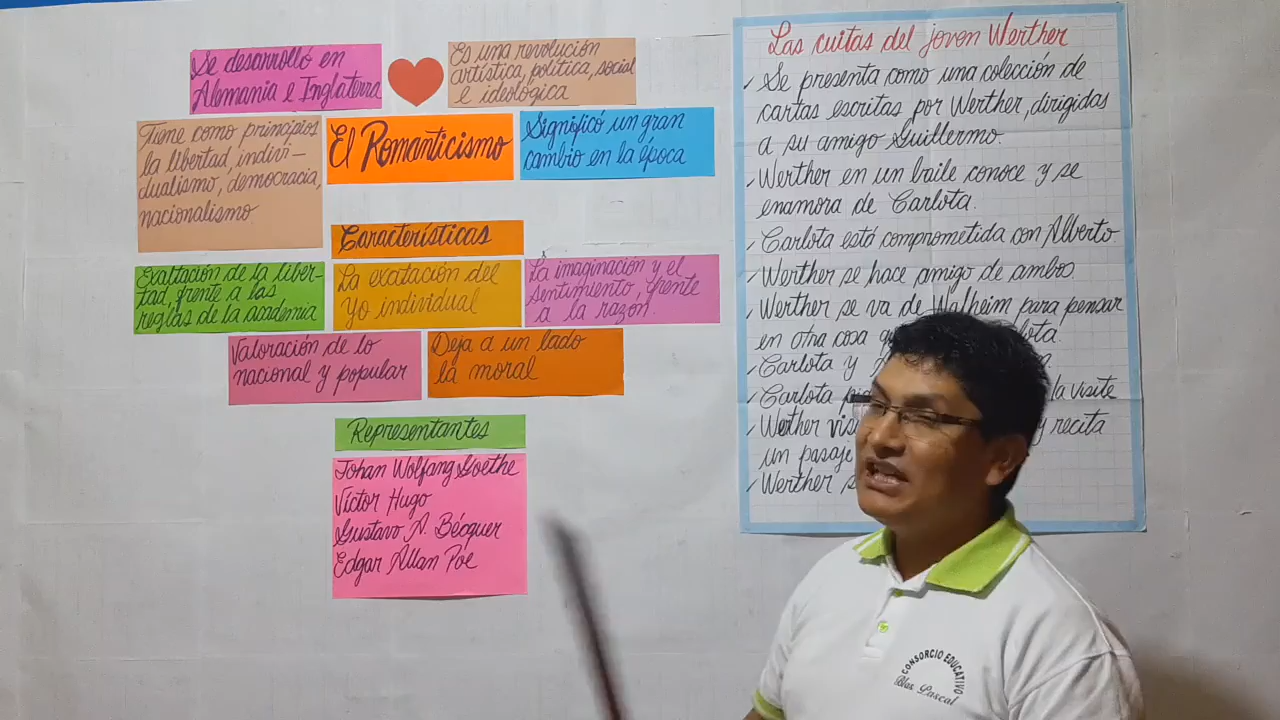 Se desarrolló en
Alemania e Inglaterra
Es una revolución
artística, política, social
e ideológica
Tiene como principios
la libertad, indivi-
dualismo, democracia,
nacionalismo
El Romanticismo
Significó un gran
cambio en la época
Características
Exaltación de la liber-
tad, frente a las
reglas de la academia
La exatación del
yo individual
La imaginación y el
sentimiento, frente
a la razón.
Valoración de lo
nacional y popular
Deja a un lado
la moral
Representantes
Johan Wolfang Goethe
Víctor Hugo
Gustavo A. Bécquer
Edgar Allan Poe
Las cuitas del joven Werther
✓ Se presenta como una colección de
cartas escritas por Werther, dirigidas
a su amigo Guillermo.
✓ Werther en un baile conoce y se
enamora de Carlota.
✓ Carlota está comprometida con Alberto
✓ Werther se hace amigo de ambos.
✓ Werther se va de Walheim para pensar
en otra cosa
✓ Carlota y
✓ Carlota la visite
✓ Werther y recita
un pasaje
✓ Werther
CONSORCIO EDUCATIVO
Blas Pascal